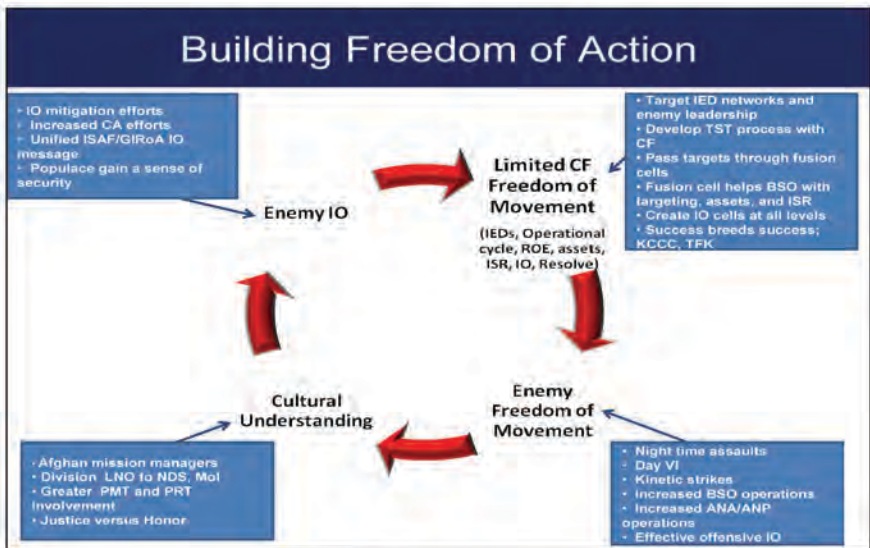 Building Freedom of Action
• IO mitigation efforts
• Increased CA efforts
• Unified ISAF/GIRoA IO
message
• Populace gain a sense of
security
Enemy IO
Limited CF
Freedom of
Movement
(IEDs, Operational
cycle, ROE, assets,
ISR, IO, Resolve)
• Target IED networks and
enemy leadership
• Develop TST process with
CF
• Pass targets through fusion
cells
• Fusion cell helps BSO with
targeting, assets, and ISR
• Create IO cells at all levels
• Success breeds success;
KCCC, TFK
Cultural
Understanding
Enemy
Freedom of
Movement
• Afghan mission managers
• Division LNO to NDS, MoI
• Greater PMT and PRT
Involvement
• Justice versus Honor
• Night time assaults
• Day VI
• Kinetic strikes
• Increased BSO operations
• Increased ANA/ANP
operations
• Effective offensive IO